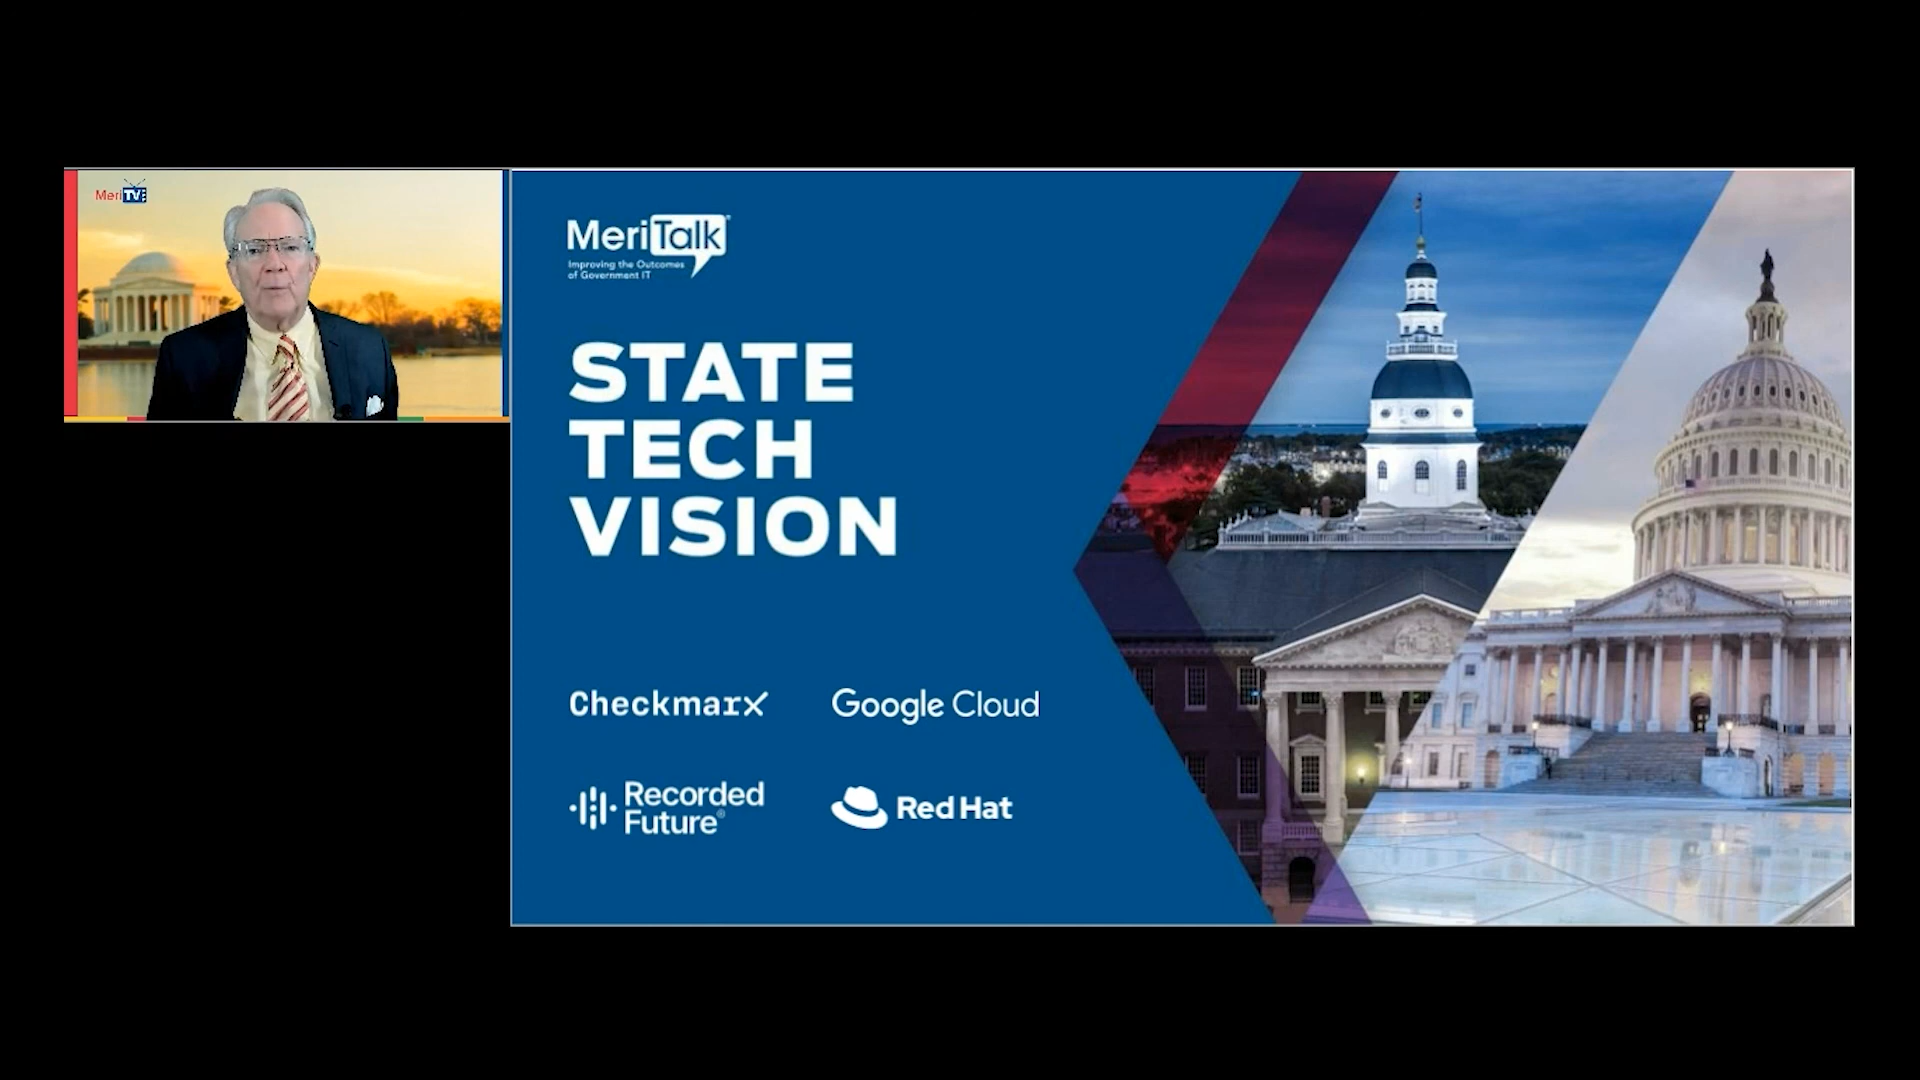 MeriTV
MeriTalk®
Improving the Outcomes
of Government IT
STATE
TECH
VISION
Checkmarx
Google Cloud
Recorded
Future®
Red Hat